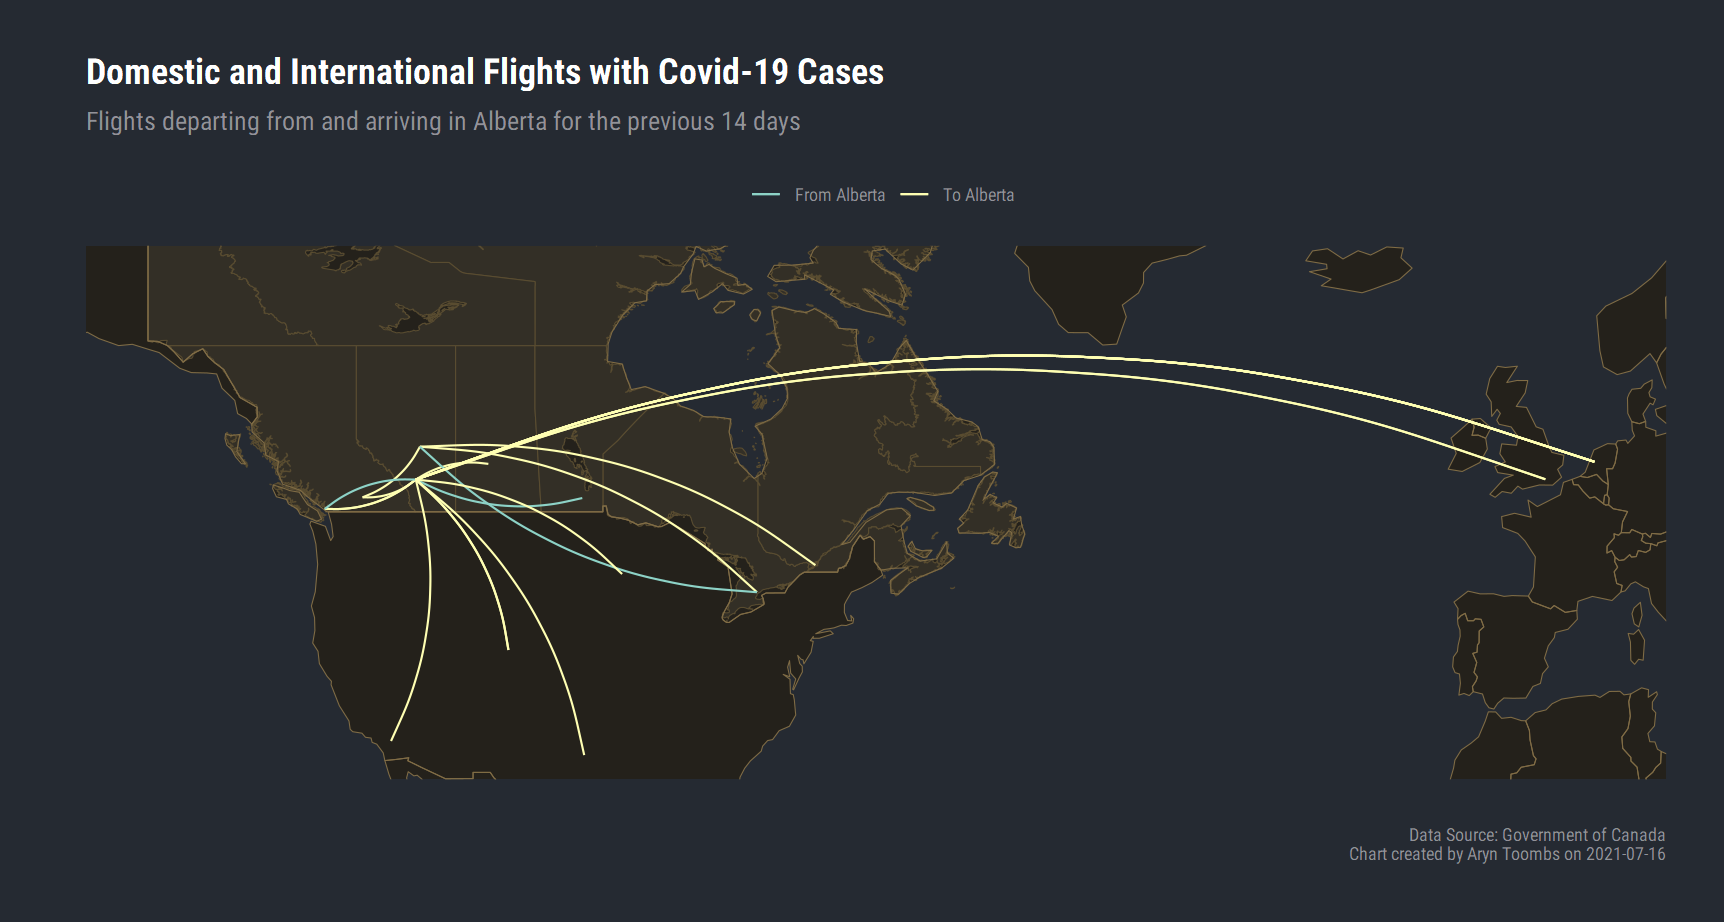 Domestic and International Flights with Covid-19 Cases
Flights departing from and arriving in Alberta for the previous 14 days
From Alberta To Alberta
Data Source: Government of Canada
Chart created by Aryn Toombs on 2021-07-16